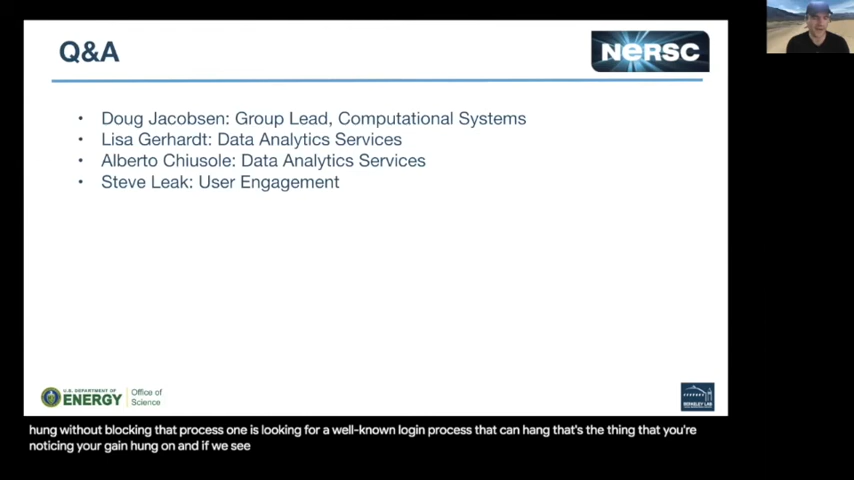 Q&A
NERSC
• Doug Jacobsen: Group Lead, Computational Systems
• Lisa Gerhardt: Data Analytics Services
• Alberto Chiusole: Data Analytics Services
• Steve Leak: User Engagement
U.S. DEPARTMENT OF
ENERGY
Office of
Science
BERKELEY LAB
hung without blocking that process one is looking for a well-known login process that can hang that's the thing that you're
noticing your gain hung on and if we see